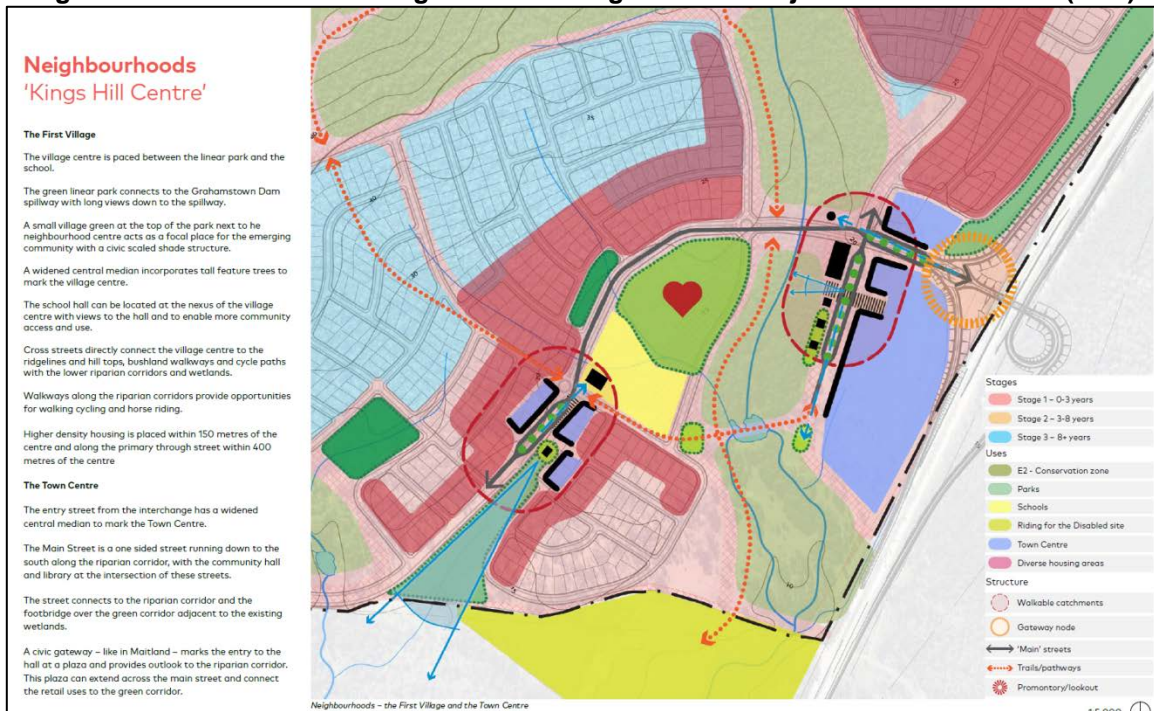 Neighbourhoods
'Kings Hill Centre'
The First Village
The village centre is paced between the linear park and the
school.
The green linear park connects to the Grahamstown Dam
spillway with long views down to the spillway.
A small village green at the top of the park next to he
neighbourhood centre acts as a focal place for the emerging
community with a civic scaled shade structure.
A widened central median incorporates tall feature trees to
mark the village centre.
The school hall can be located at the nexus of the village
centre with views to the hall and to enable more community
access and use.
Cross streets directly connect the village centre to the
ridgelines and hill tops, bushland walkways and cycle paths
with the lower riparian corridors and wetlands.
Walkways along the riparian corridors provide opportunities
for walking cycling and horse riding.
Higher density housing is placed within 150 metres of the
centre and along the primary through street within 400
metres of the centre
The Town Centre
The entry street from the interchange has a widened
central median to mark the Town Centre.
The Main Street is a one sided street running down to the
south along the riparian corridor, with the community hall
and library at the intersection of these streets.
The street connects to the riparian corridor and the
footbridge over the green corridor adjacent to the existing
wetlands.
A civic gateway – like in Maitland – marks the entry to the
hall at a plaza and provides outlook to the riparian corridor.
This plaza can extend across the main street and connect
the retail uses to the green corridor.
Stages
Stage 1 – 0-3 years
Stage 2 – 3-8 years
Stage 3 – 8+ years
Uses
E2 - Conservation zone
Parks
Schools
Riding for the Disabled site
Town Centre
Diverse housing areas
Structure
Walkable catchments
Gateway node
'Main' streets
Trails/pathways
Promontory/lookout
Neighbourhoods – the First Village and the Town Centre